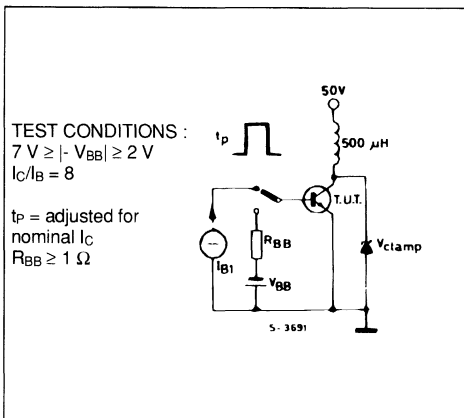 TEST CONDITIONS :
7 V ≥ |- VBB| ≥ 2 V
IC/IB = 8
tP = adjusted for
nominal IC
RBB ≥ 1 Ω
tp
50V
500 μH
T.U.T.
RBB
IB1
VBB
Vclamp
S-3691